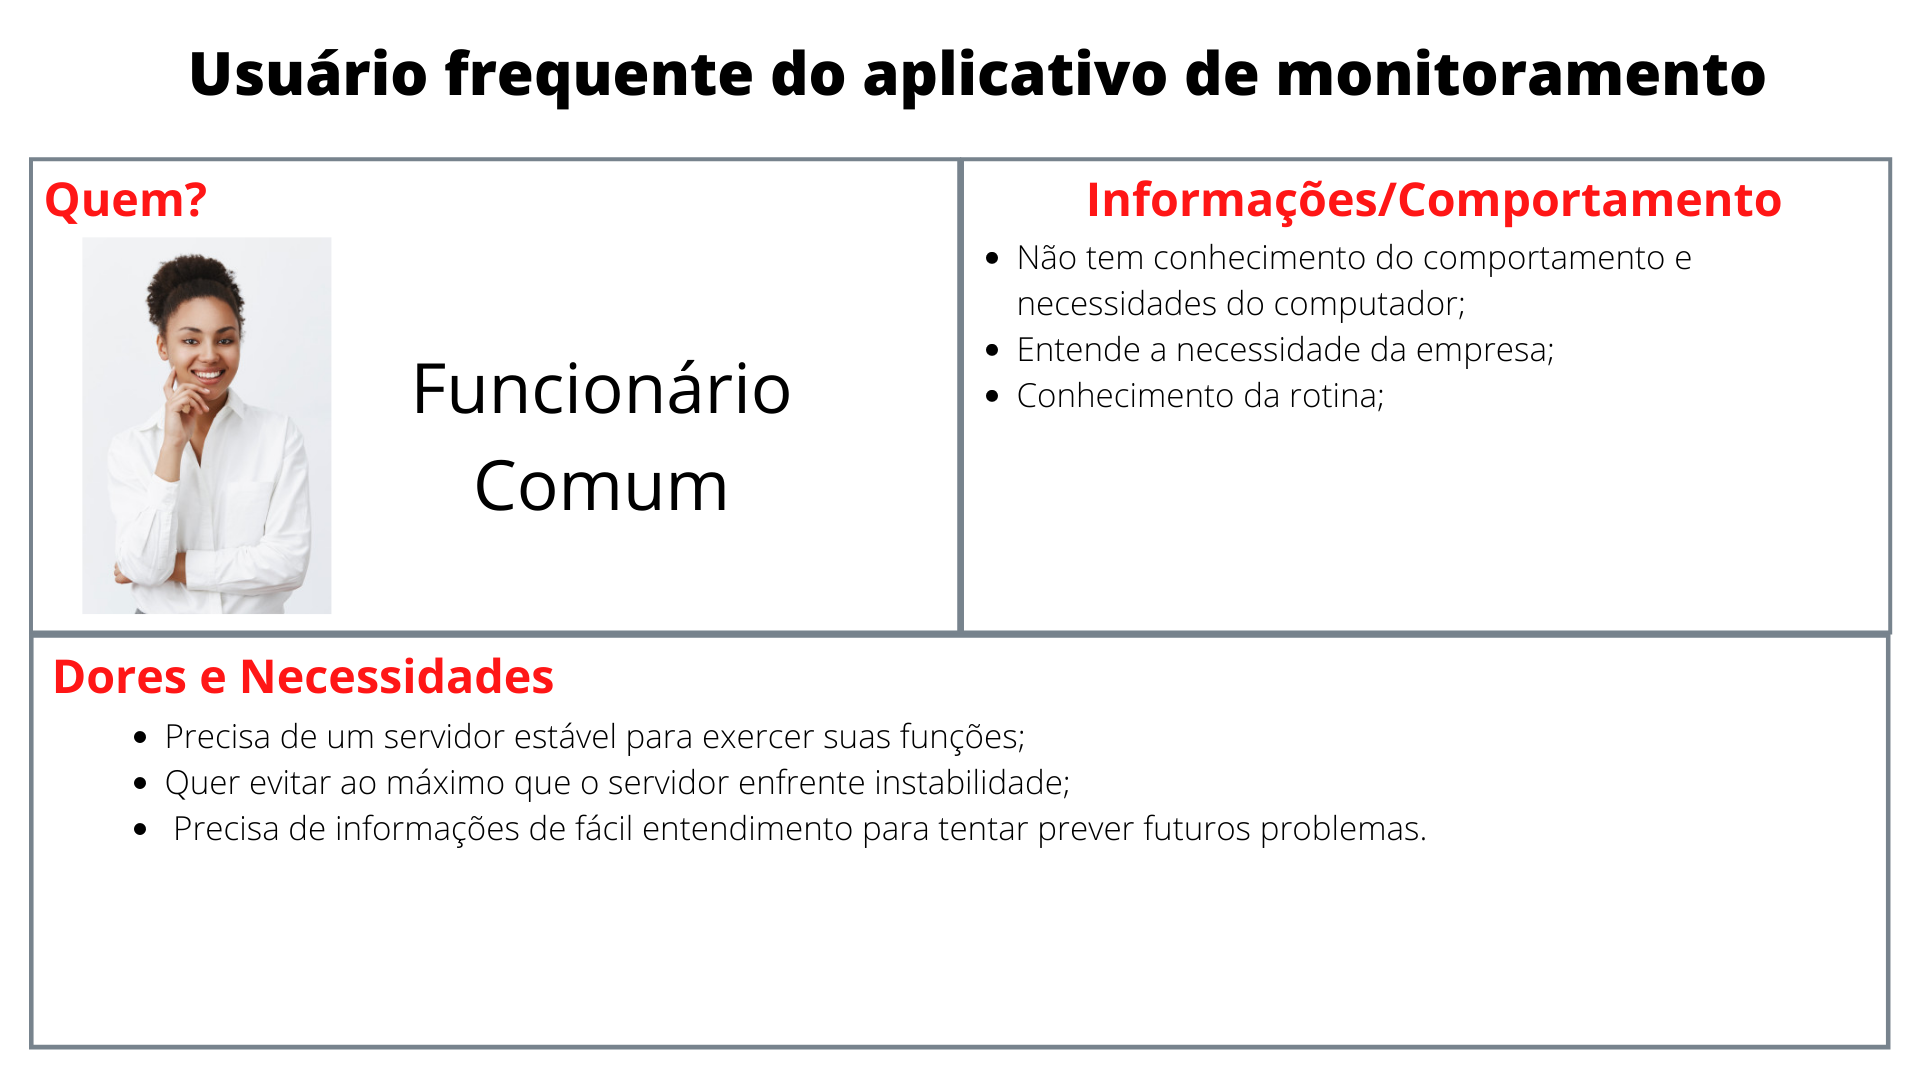 Usuário frequente do aplicativo de monitoramento
Quem?
Funcionário
Comum
Informações/Comportamento
Não tem conhecimento do comportamento e
necessidades do computador;
Entende a necessidade da empresa;
Conhecimento da rotina;
Dores e Necessidades
Precisa de um servidor estável para exercer suas funções;
Quer evitar ao máximo que o servidor enfrente instabilidade;
Precisa de informações de fácil entendimento para tentar prever futuros problemas.